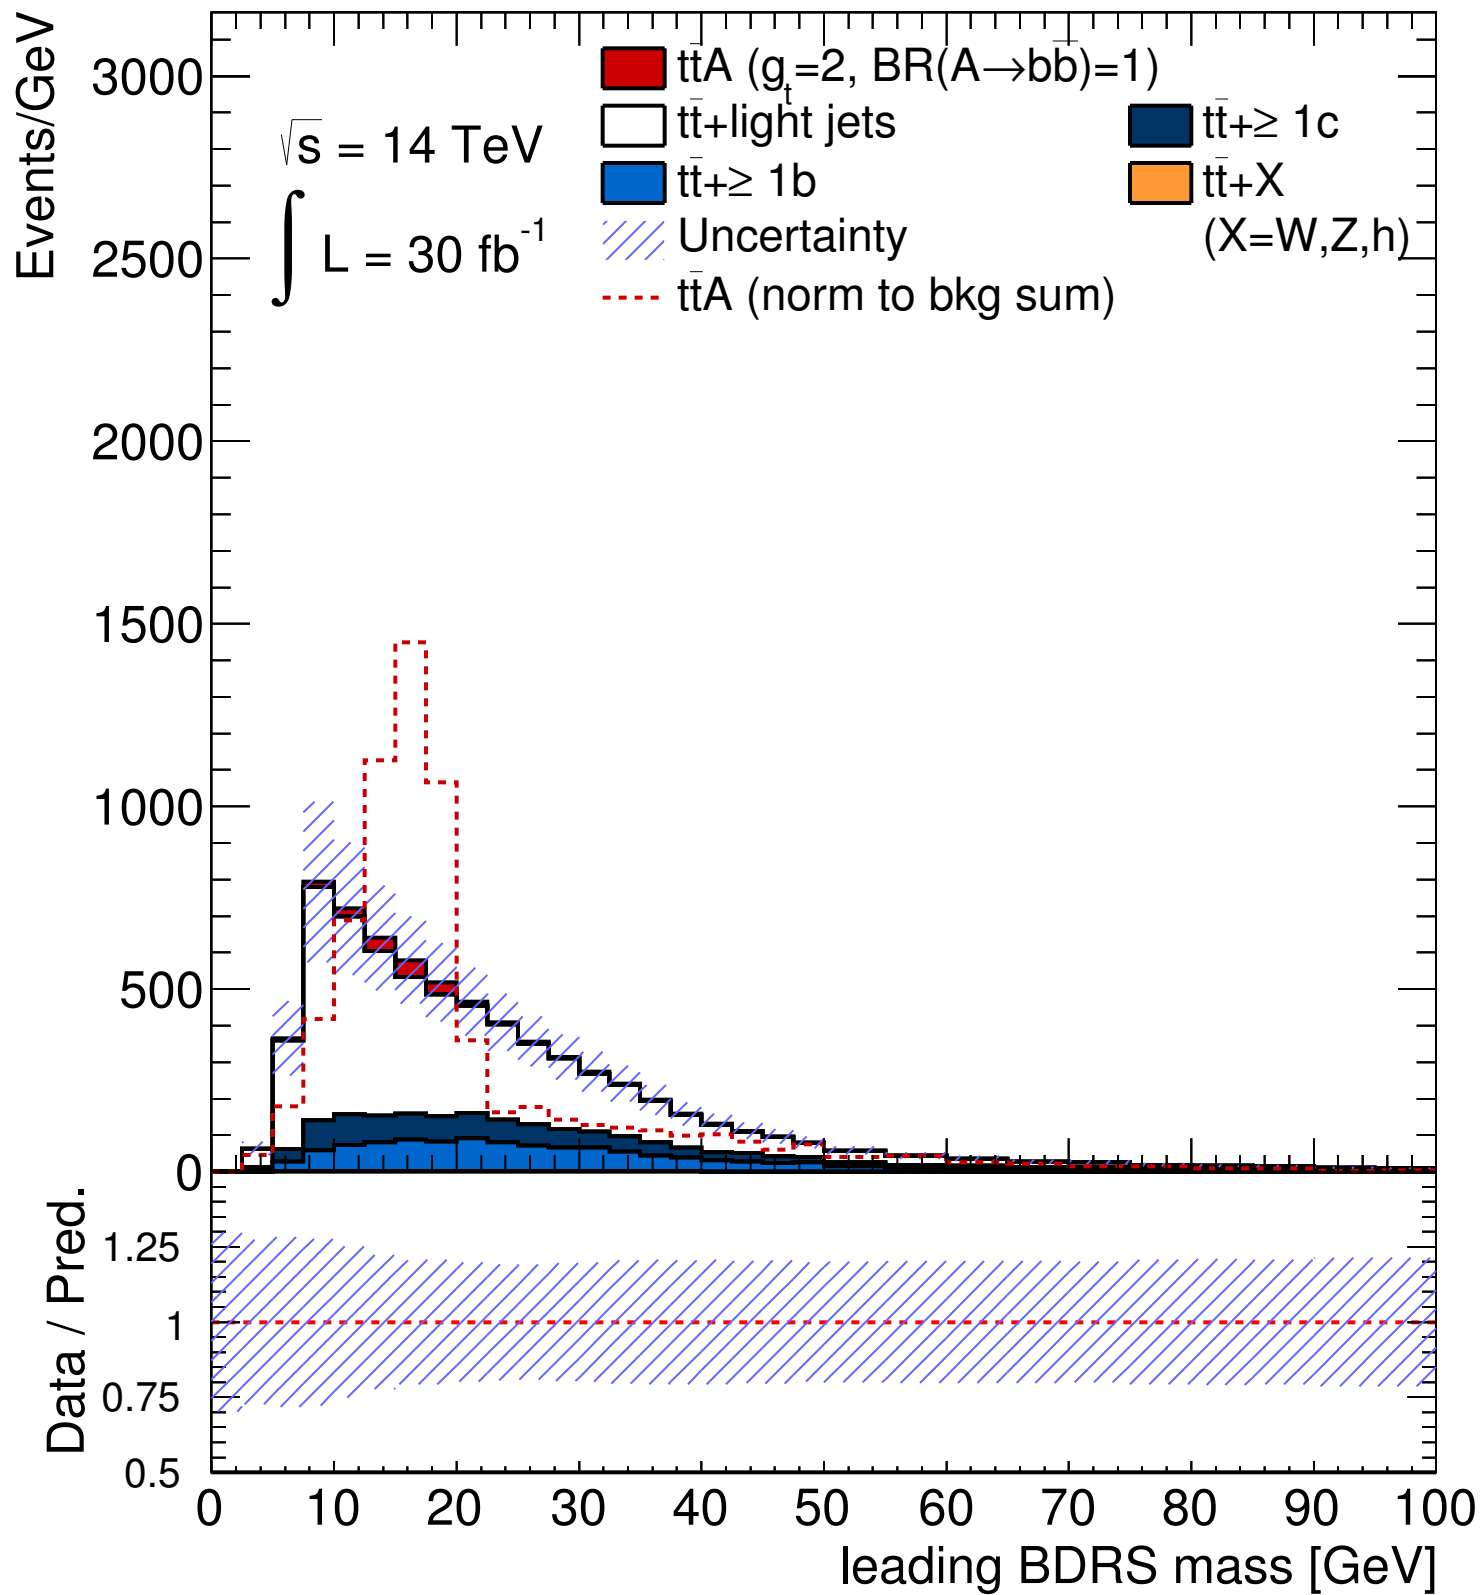 Events/GeV
3000
2500
2000
1500
1000
500
0
√s = 14 TeV
∫ L = 30 fb⁻¹
tt̄A (gₜ=2, BR(A→bb̄)=1)
tt̄+light jets
tt̄+≥ 1c
tt̄+≥ 1b
tt̄+X
Uncertainty
(X=W,Z,h)
tt̄A (norm to bkg sum)
Data / Pred.
1.25
1
0.75
0.5
0 10 20 30 40 50 60 70 80 90 100
leading BDRS mass [GeV]